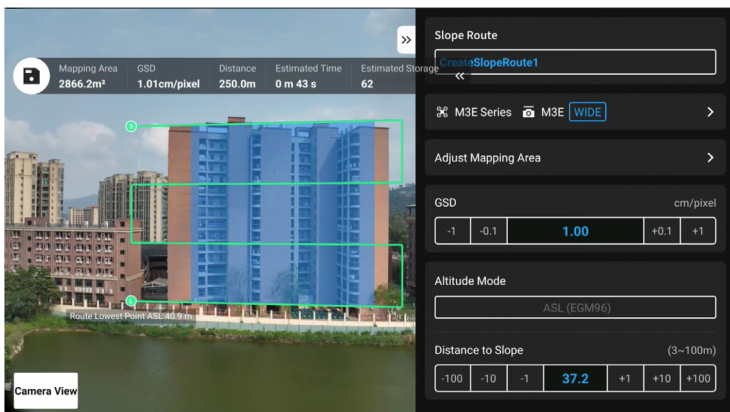 Slope Route
CreateSlopeRoute1
Mapping Area
2866.2m²
GSD
1.01cm/pixel
Distance
250.0m
Estimated Time
0 m 43 s
Estimated Storage
62
M3E Series M3E WIDE
Adjust Mapping Area
GSD cm/pixel
-1 -0.1 1.00 +0.1 +1
Altitude Mode
ASL (EGM96)
Distance to Slope (3~100m)
-100 -10 -1 37.2 +1 +10 +100
S
L
Route Lowest Point ASL:40.9 m
Camera View